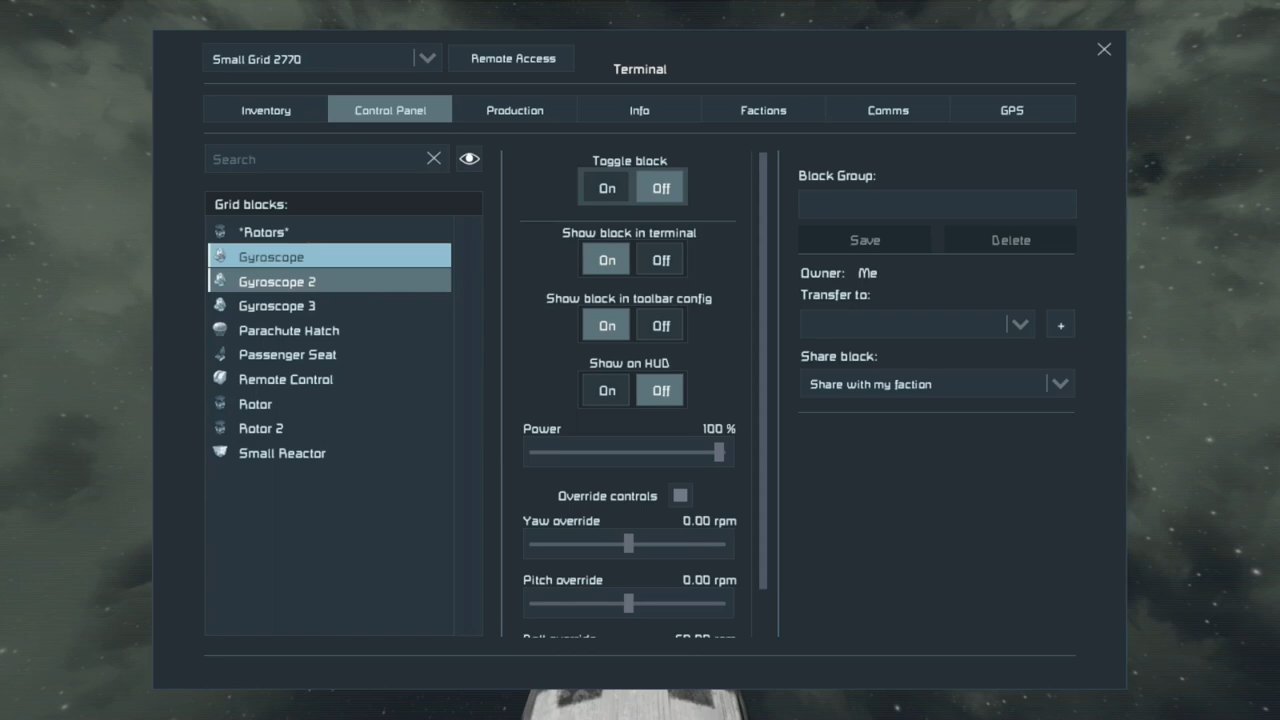 Small Grid 2770
Remote Access
Terminal
Inventory
Control Panel
Production
Info
Factions
Comms
GPS
Search
Grid blocks:
*Rotors*
Gyroscope
Gyroscope 2
Gyroscope 3
Parachute Hatch
Passenger Seat
Remote Control
Rotor
Rotor 2
Small Reactor
Toggle block
On Off
Show block in terminal
On Off
Show block in toolbar config
On Off
Show on HUD
On Off
Power 100 %
Override controls
Yaw override 0.00 rpm
Pitch override 0.00 rpm
Block Group:
Save Delete
Owner: Me
Transfer to:
+
Share block:
Share with my faction